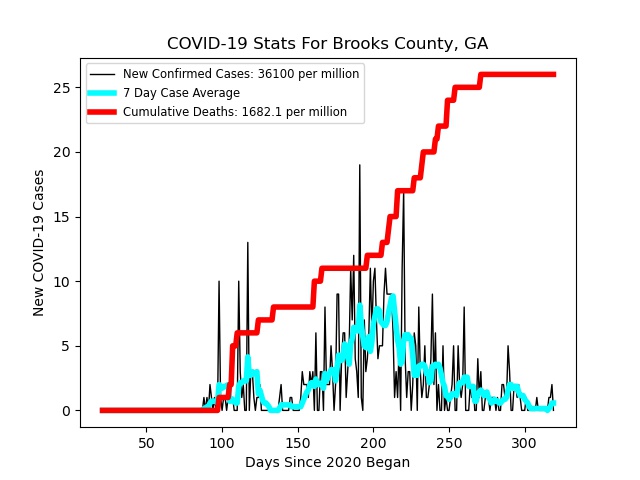 COVID-19 Stats For Brooks County, GA
New Confirmed Cases: 36100 per million
7 Day Case Average
Cumulative Deaths: 1682.1 per million
New COVID-19 Cases
25
20
15
10
5
0
50 100 150 200 250 300
Days Since 2020 Began